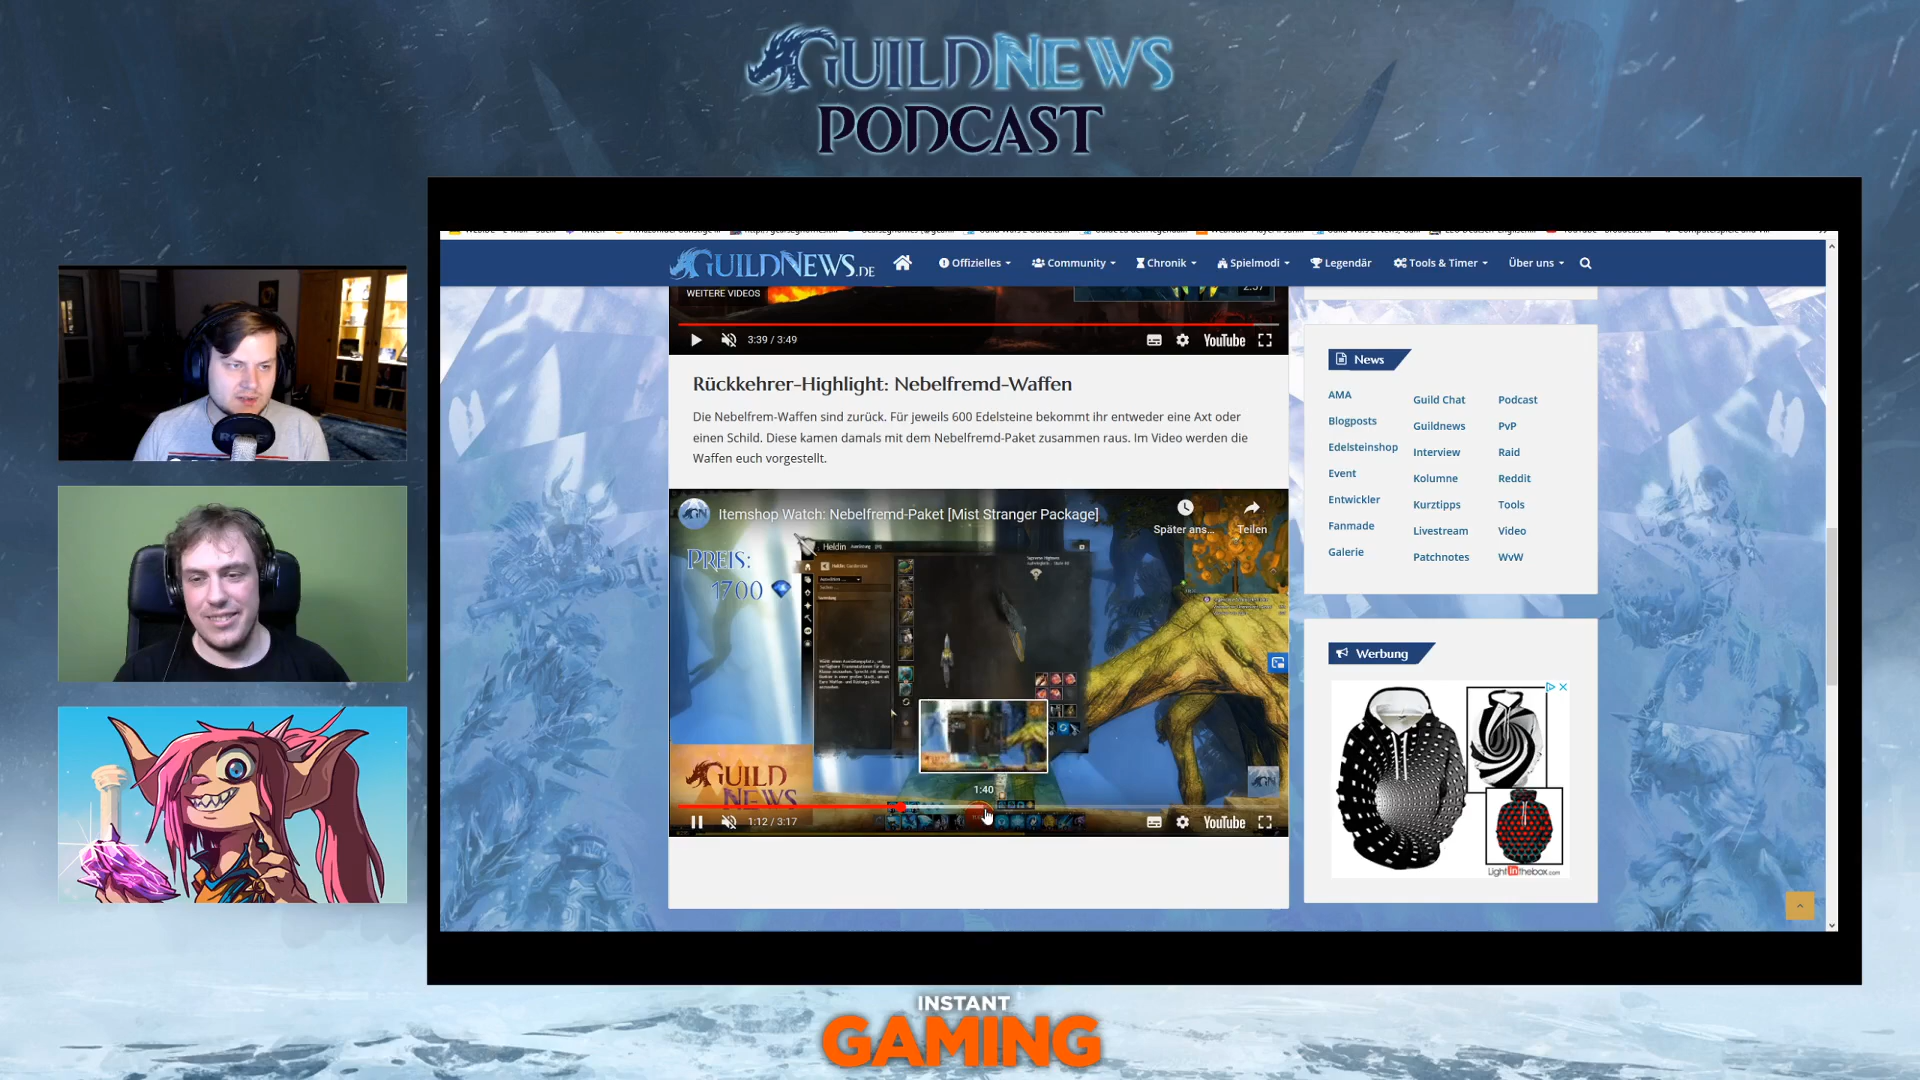 GUILDNEWS
PODCAST
GUILDNEWS.DE
Offizielles
Community
Chronik
Spielmodi
Legendär
Tools & Timer
Über uns
WEITERE VIDEOS
2:37
3:39 / 3:49
YouTube
Rückkehrer-Highlight: Nebelfremd-Waffen
Die Nebelfrem-Waffen sind zurück. Für jeweils 600 Edelsteine bekommt ihr entweder eine Axt oder
einen Schild. Diese kamen damals mit dem Nebelfremd-Paket zusammen raus. Im Video werden die
Waffen euch vorgestellt.
Itemshop Watch: Nebelfremd-Paket [Mist Stranger Package]
Später ans...
Teilen
PREIS:
1700
Heldin
GUILD
NEWS
1:40
1:12 / 3:17
YouTube
News
AMA
Blogposts
Edelsteinshop
Event
Entwickler
Fanmade
Galerie
Guild Chat
Guildnews
Interview
Kolumne
Kurztipps
Livestream
Patchnotes
Podcast
PvP
Raid
Reddit
Tools
Video
WvW
Werbung
LightInthebox.com
INSTANT
GAMING